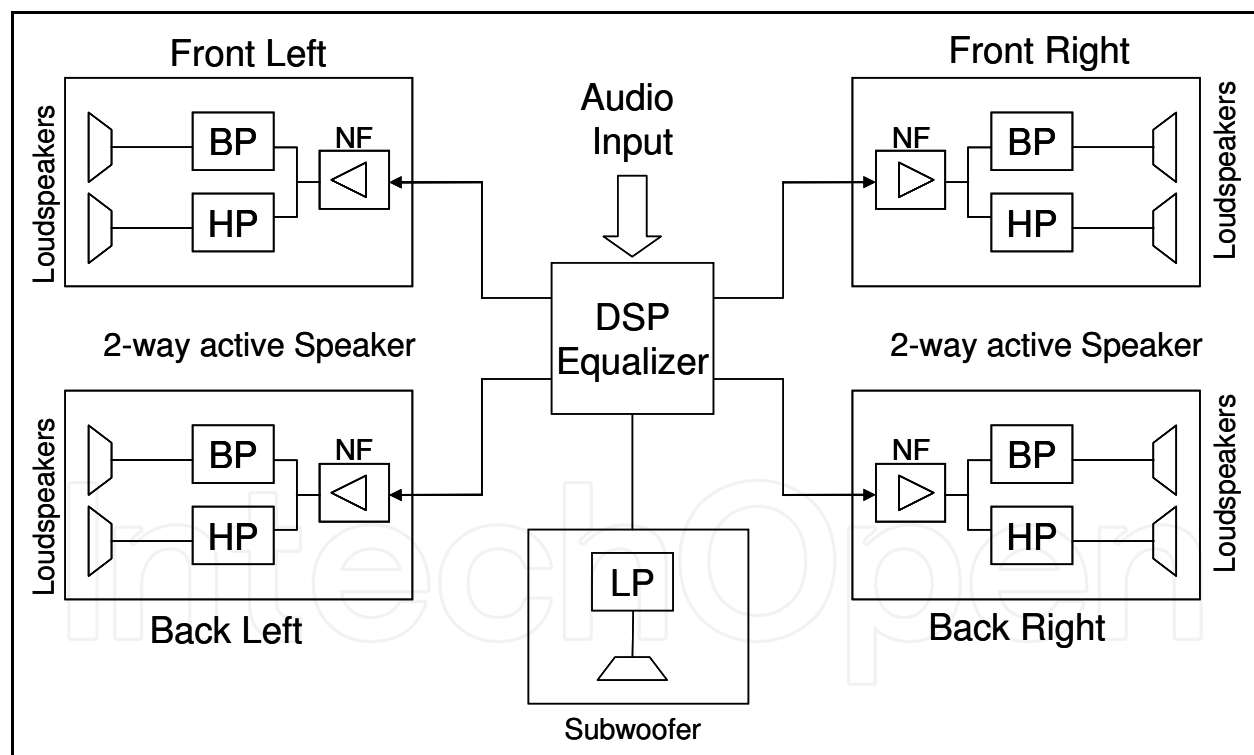 Front Left
Loudspeakers
BP
HP
NF
Audio
Input
Front Right
NF
BP
HP
Loudspeakers
DSP
Equalizer
2-way active Speaker
2-way active Speaker
Loudspeakers
BP
HP
NF
Back Left
NF
BP
HP
Loudspeakers
Back Right
LP
Subwoofer
IntechOpen